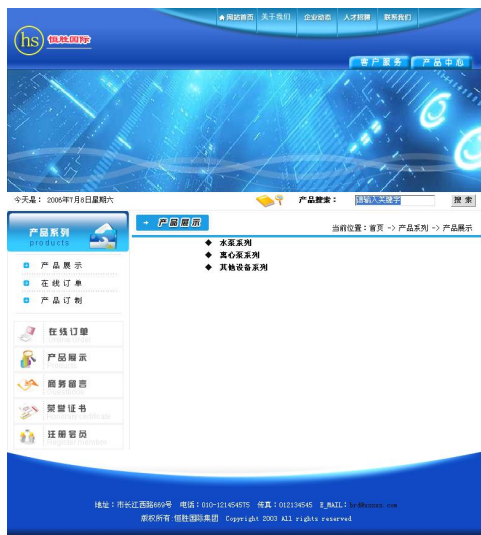 网站首页 关于我们 企业动态 人才招聘 联系我们
hs 恒胜国际
客户服务 产品中心
今天是: 2006年7月8日星期六 产品搜索: 请输入关键字 搜 索
产品系列
products
产品展示
当前位置:首页 -> 产品系列 -> 产品展示
◆ 水泵系列
◆ 离心泵系列
◆ 其他设备系列
产品展示
在线订单
产品订制
在线订单
产品展示
商务留言
荣誉证书
注册会员
地址:市长江西路669号 电话:010-121454575 传真:012134545 E_MAIL:
版权所有:恒胜国际集团 Copyright 2003 All rights reserved